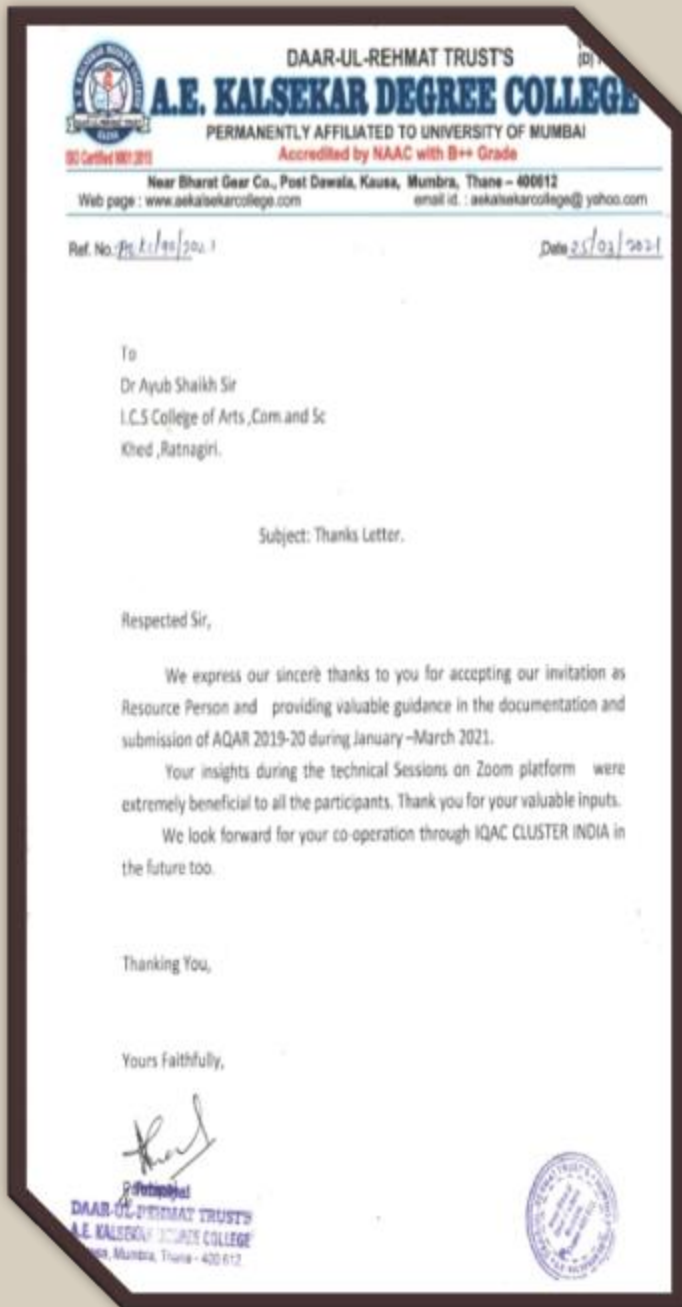 DAAR-UL-REHMAT TRUST'S
A.E. KALSEKAR DEGREE COLLEGE
PERMANENTLY AFFILIATED TO UNIVERSITY OF MUMBAI
ISO Certified 9001:2015
Accredited by NAAC with B++ Grade
Near Bharat Gear Co., Post Dawala, Kausa, Mumbra, Thane – 400612
Web page : www.aekalsekarcollege.com email id. : aekalsekarcollege@ yahoo.com
Ref. No. Date 25/03/2021
To
Dr Ayub Shaikh Sir
I.C.S College of Arts ,Com.and Sc
Khed ,Ratnagiri.
Subject: Thanks Letter.
Respected Sir,
We express our sincere thanks to you for accepting our invitation as
Resource Person and providing valuable guidance in the documentation and
submission of AQAR 2019-20 during January –March 2021.
Your insights during the technical Sessions on Zoom platform were
extremely beneficial to all the participants. Thank you for your valuable inputs.
We look forward for your co-operation through IQAC CLUSTER INDIA in
the future too.
Thanking You,
Yours Faithfully,
DAAR-UL-REHMAT TRUST'S
A.E. KALSEKAR DEGREE COLLEGE
Mumbra, Thane - 400 612